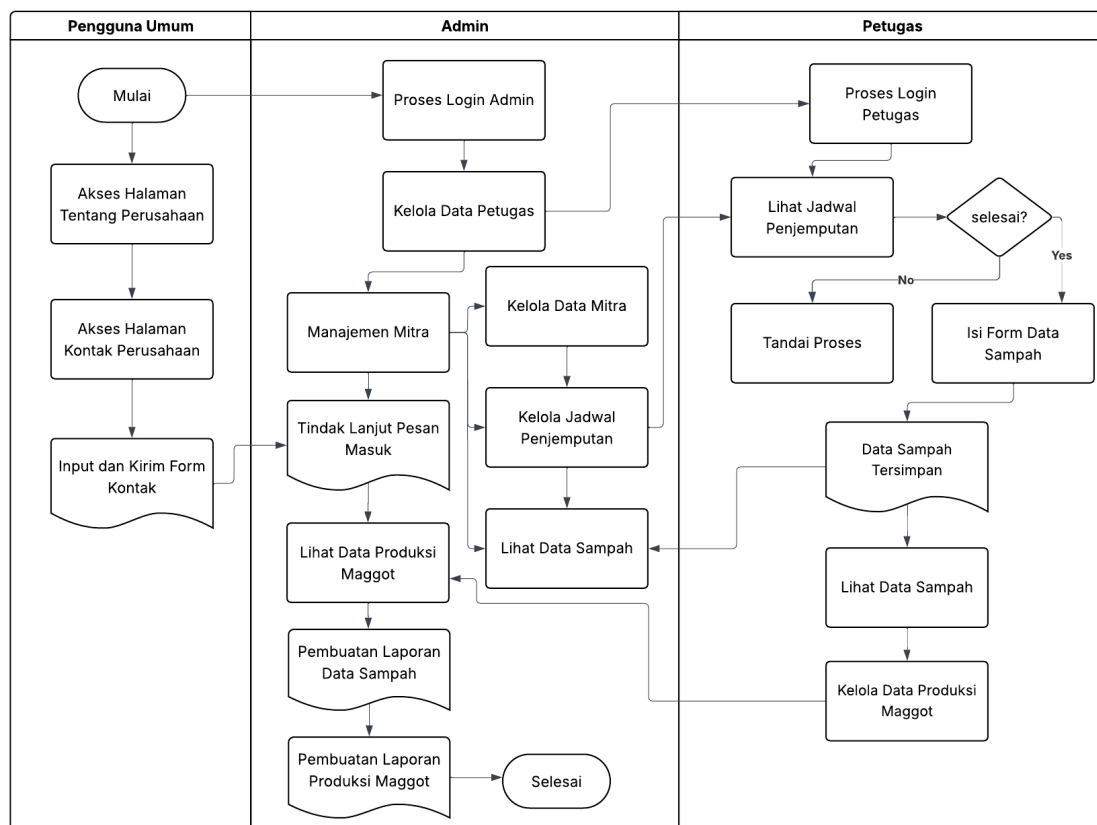 Pengguna Umum
Admin
Petugas
Mulai
Akses Halaman
Tentang Perusahaan
Akses Halaman
Kontak Perusahaan
Input dan Kirim Form
Kontak
Proses Login Admin
Kelola Data Petugas
Manajemen Mitra
Kelola Data Mitra
Kelola Jadwal
Penjemputan
Lihat Data Sampah
Tindak Lanjut Pesan
Masuk
Lihat Data Produksi
Maggot
Pembuatan Laporan
Data Sampah
Pembuatan Laporan
Produksi Maggot
Selesai
Proses Login
Petugas
Lihat Jadwal
Penjemputan
selesai?
Yes
No
Tandai Proses
Isi Form Data
Sampah
Data Sampah
Tersimpan
Lihat Data Sampah
Kelola Data Produksi
Maggot